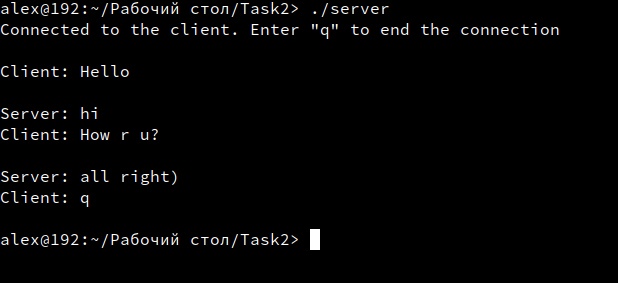 alex@192:~/Рабочий стол/Task2> ./server
Connected to the client. Enter "q" to end the connection
Client: Hello
Server: hi
Client: How r u?
Server: all right)
Client: q
alex@192:~/Рабочий стол/Task2>